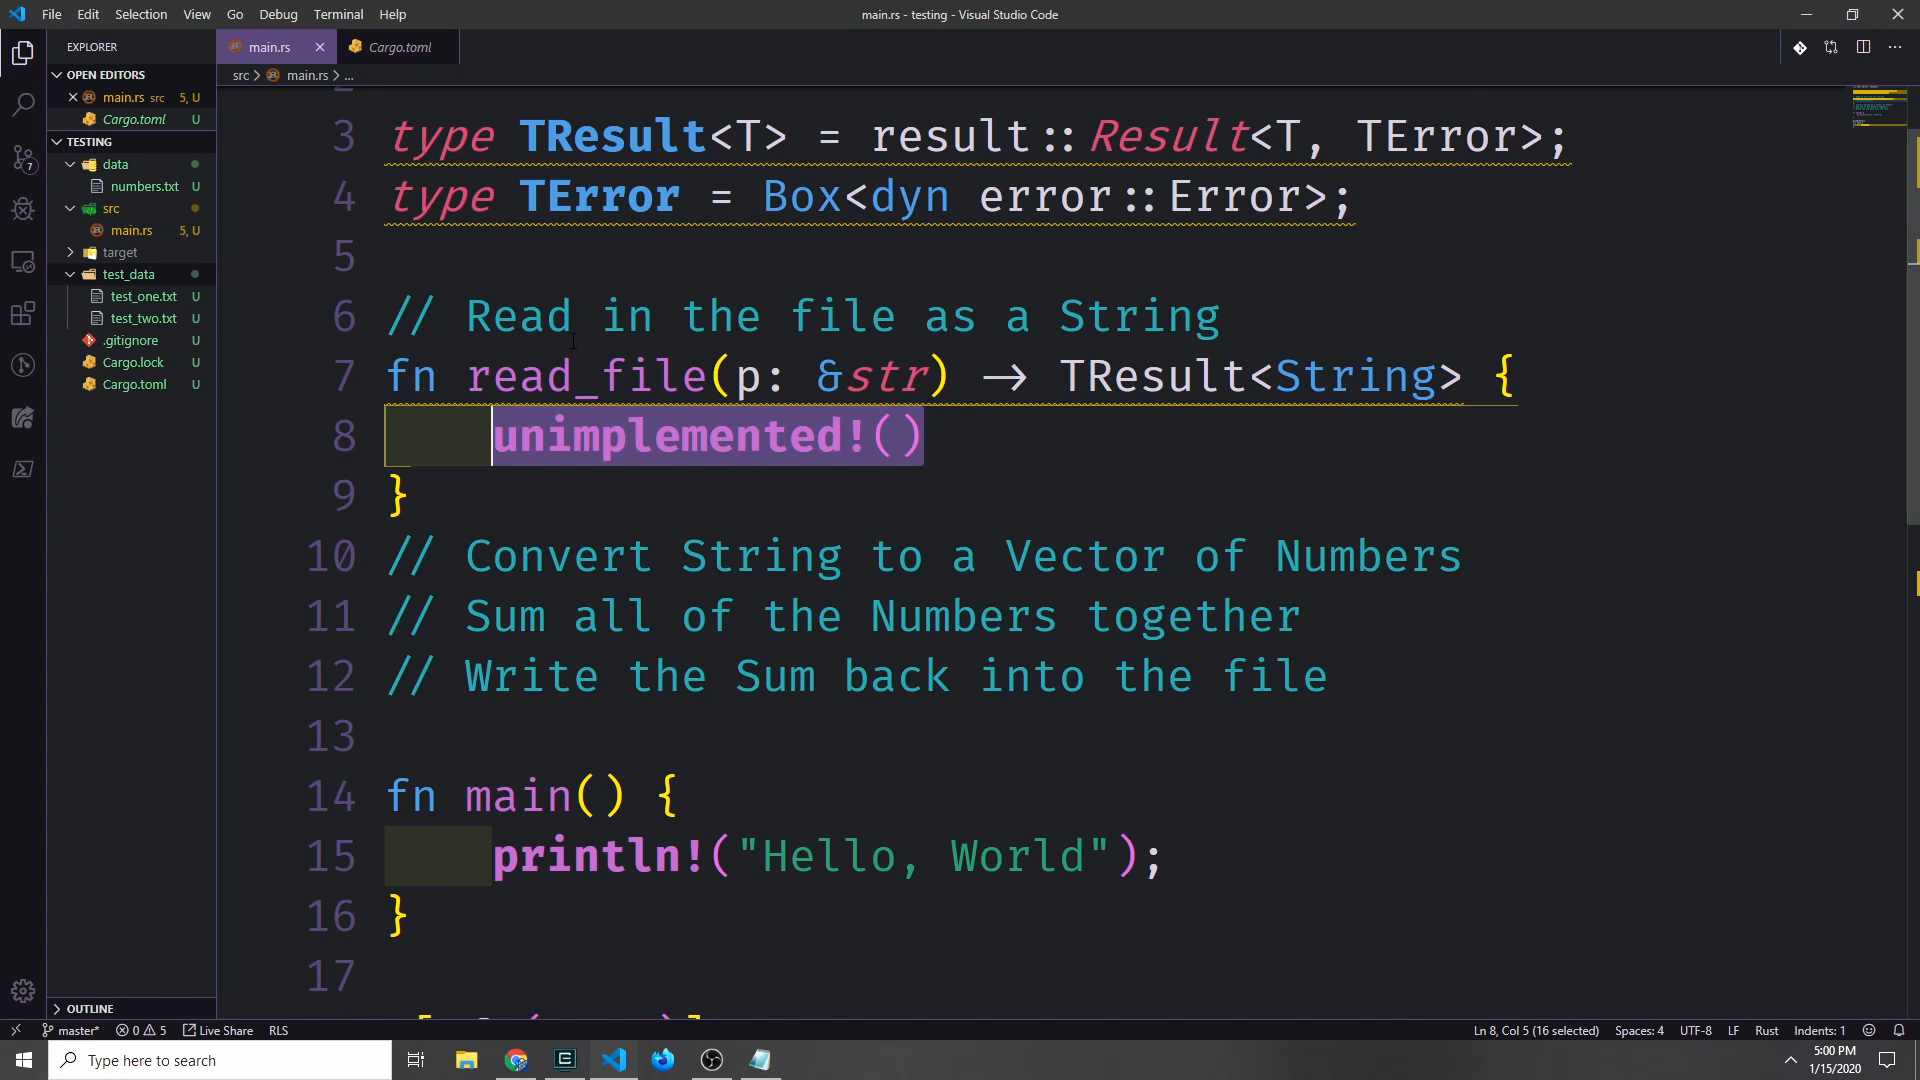 File Edit Selection View Go Debug Terminal Help
main.rs - testing - Visual Studio Code
EXPLORER
OPEN EDITORS
main.rs src 5, U
Cargo.toml U
TESTING
data
numbers.txt U
src
main.rs 5, U
target
test_data
test_one.txt U
test_two.txt U
.gitignore U
Cargo.lock U
Cargo.toml U
OUTLINE
7
main.rs
Cargo.toml
src > main.rs > ...
3 type TResult<T> = result::Result<T, TError>;
4 type TError = Box<dyn error::Error>;
5
6 // Read in the file as a String
7 fn read_file(p: &str) -> TResult<String> {
8 unimplemented!()
9 }
10 // Convert String to a Vector of Numbers
11 // Sum all of the Numbers together
12 // Write the Sum back into the file
13
14 fn main() {
15 println!("Hello, World");
16 }
17
master* 0 5 Live Share RLS
Ln 8, Col 5 (16 selected) Spaces: 4 UTF-8 LF Rust Indents: 1
Type here to search
5:00 PM
1/15/2020